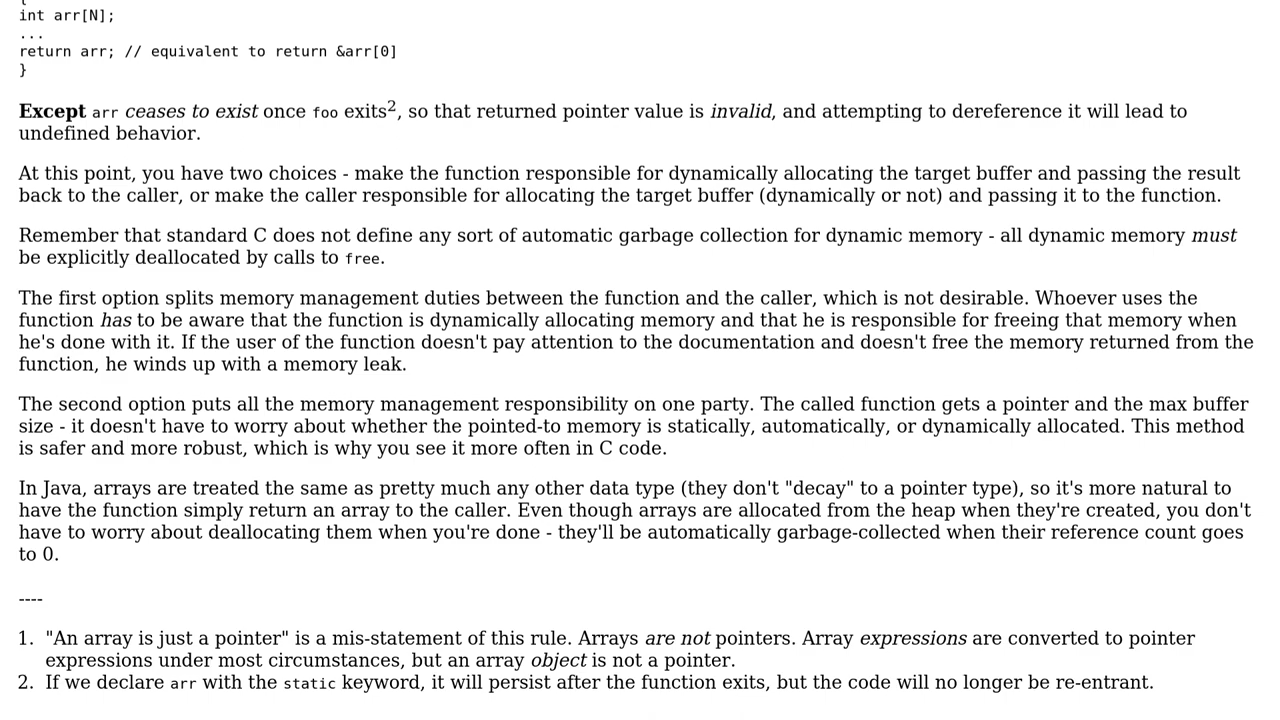 {
int arr[N];
...
return arr; // equivalent to return &arr[0]
}
Except arr ceases to exist once foo exits2, so that returned pointer value is invalid, and attempting to dereference it will lead to
undefined behavior.
At this point, you have two choices - make the function responsible for dynamically allocating the target buffer and passing the result
back to the caller, or make the caller responsible for allocating the target buffer (dynamically or not) and passing it to the function.
Remember that standard C does not define any sort of automatic garbage collection for dynamic memory - all dynamic memory must
be explicitly deallocated by calls to free.
The first option splits memory management duties between the function and the caller, which is not desirable. Whoever uses the
function has to be aware that the function is dynamically allocating memory and that he is responsible for freeing that memory when
he's done with it. If the user of the function doesn't pay attention to the documentation and doesn't free the memory returned from the
function, he winds up with a memory leak.
The second option puts all the memory management responsibility on one party. The called function gets a pointer and the max buffer
size - it doesn't have to worry about whether the pointed-to memory is statically, automatically, or dynamically allocated. This method
is safer and more robust, which is why you see it more often in C code.
In Java, arrays are treated the same as pretty much any other data type (they don't "decay" to a pointer type), so it's more natural to
have the function simply return an array to the caller. Even though arrays are allocated from the heap when they're created, you don't
have to worry about deallocating them when you're done - they'll be automatically garbage-collected when their reference count goes
to 0.
----
1. "An array is just a pointer" is a mis-statement of this rule. Arrays are not pointers. Array expressions are converted to pointer
expressions under most circumstances, but an array object is not a pointer.
2. If we declare arr with the static keyword, it will persist after the function exits, but the code will no longer be re-entrant.